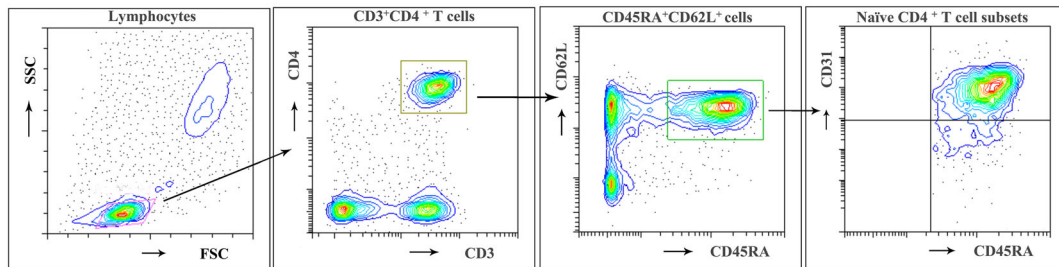 Lymphocytes
SSC
FSC
CD3⁺CD4⁺ T cells
CD4
CD3
CD45RA⁺CD62L⁺ cells
CD62L
CD45RA
Naïve CD4⁺ T cell subsets
CD31
CD45RA